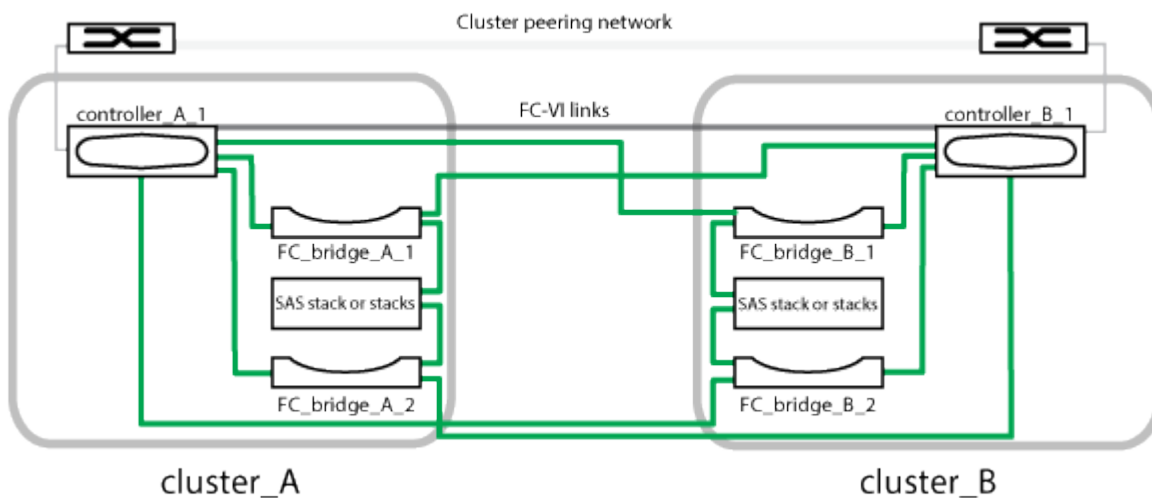 Cluster peering network
controller_A_1
FC-VI links
controller_B_1
FC_bridge_A_1
FC_bridge_B_1
SAS stack or stacks
SAS stack or stacks
FC_bridge_A_2
FC_bridge_B_2
cluster_A
cluster_B